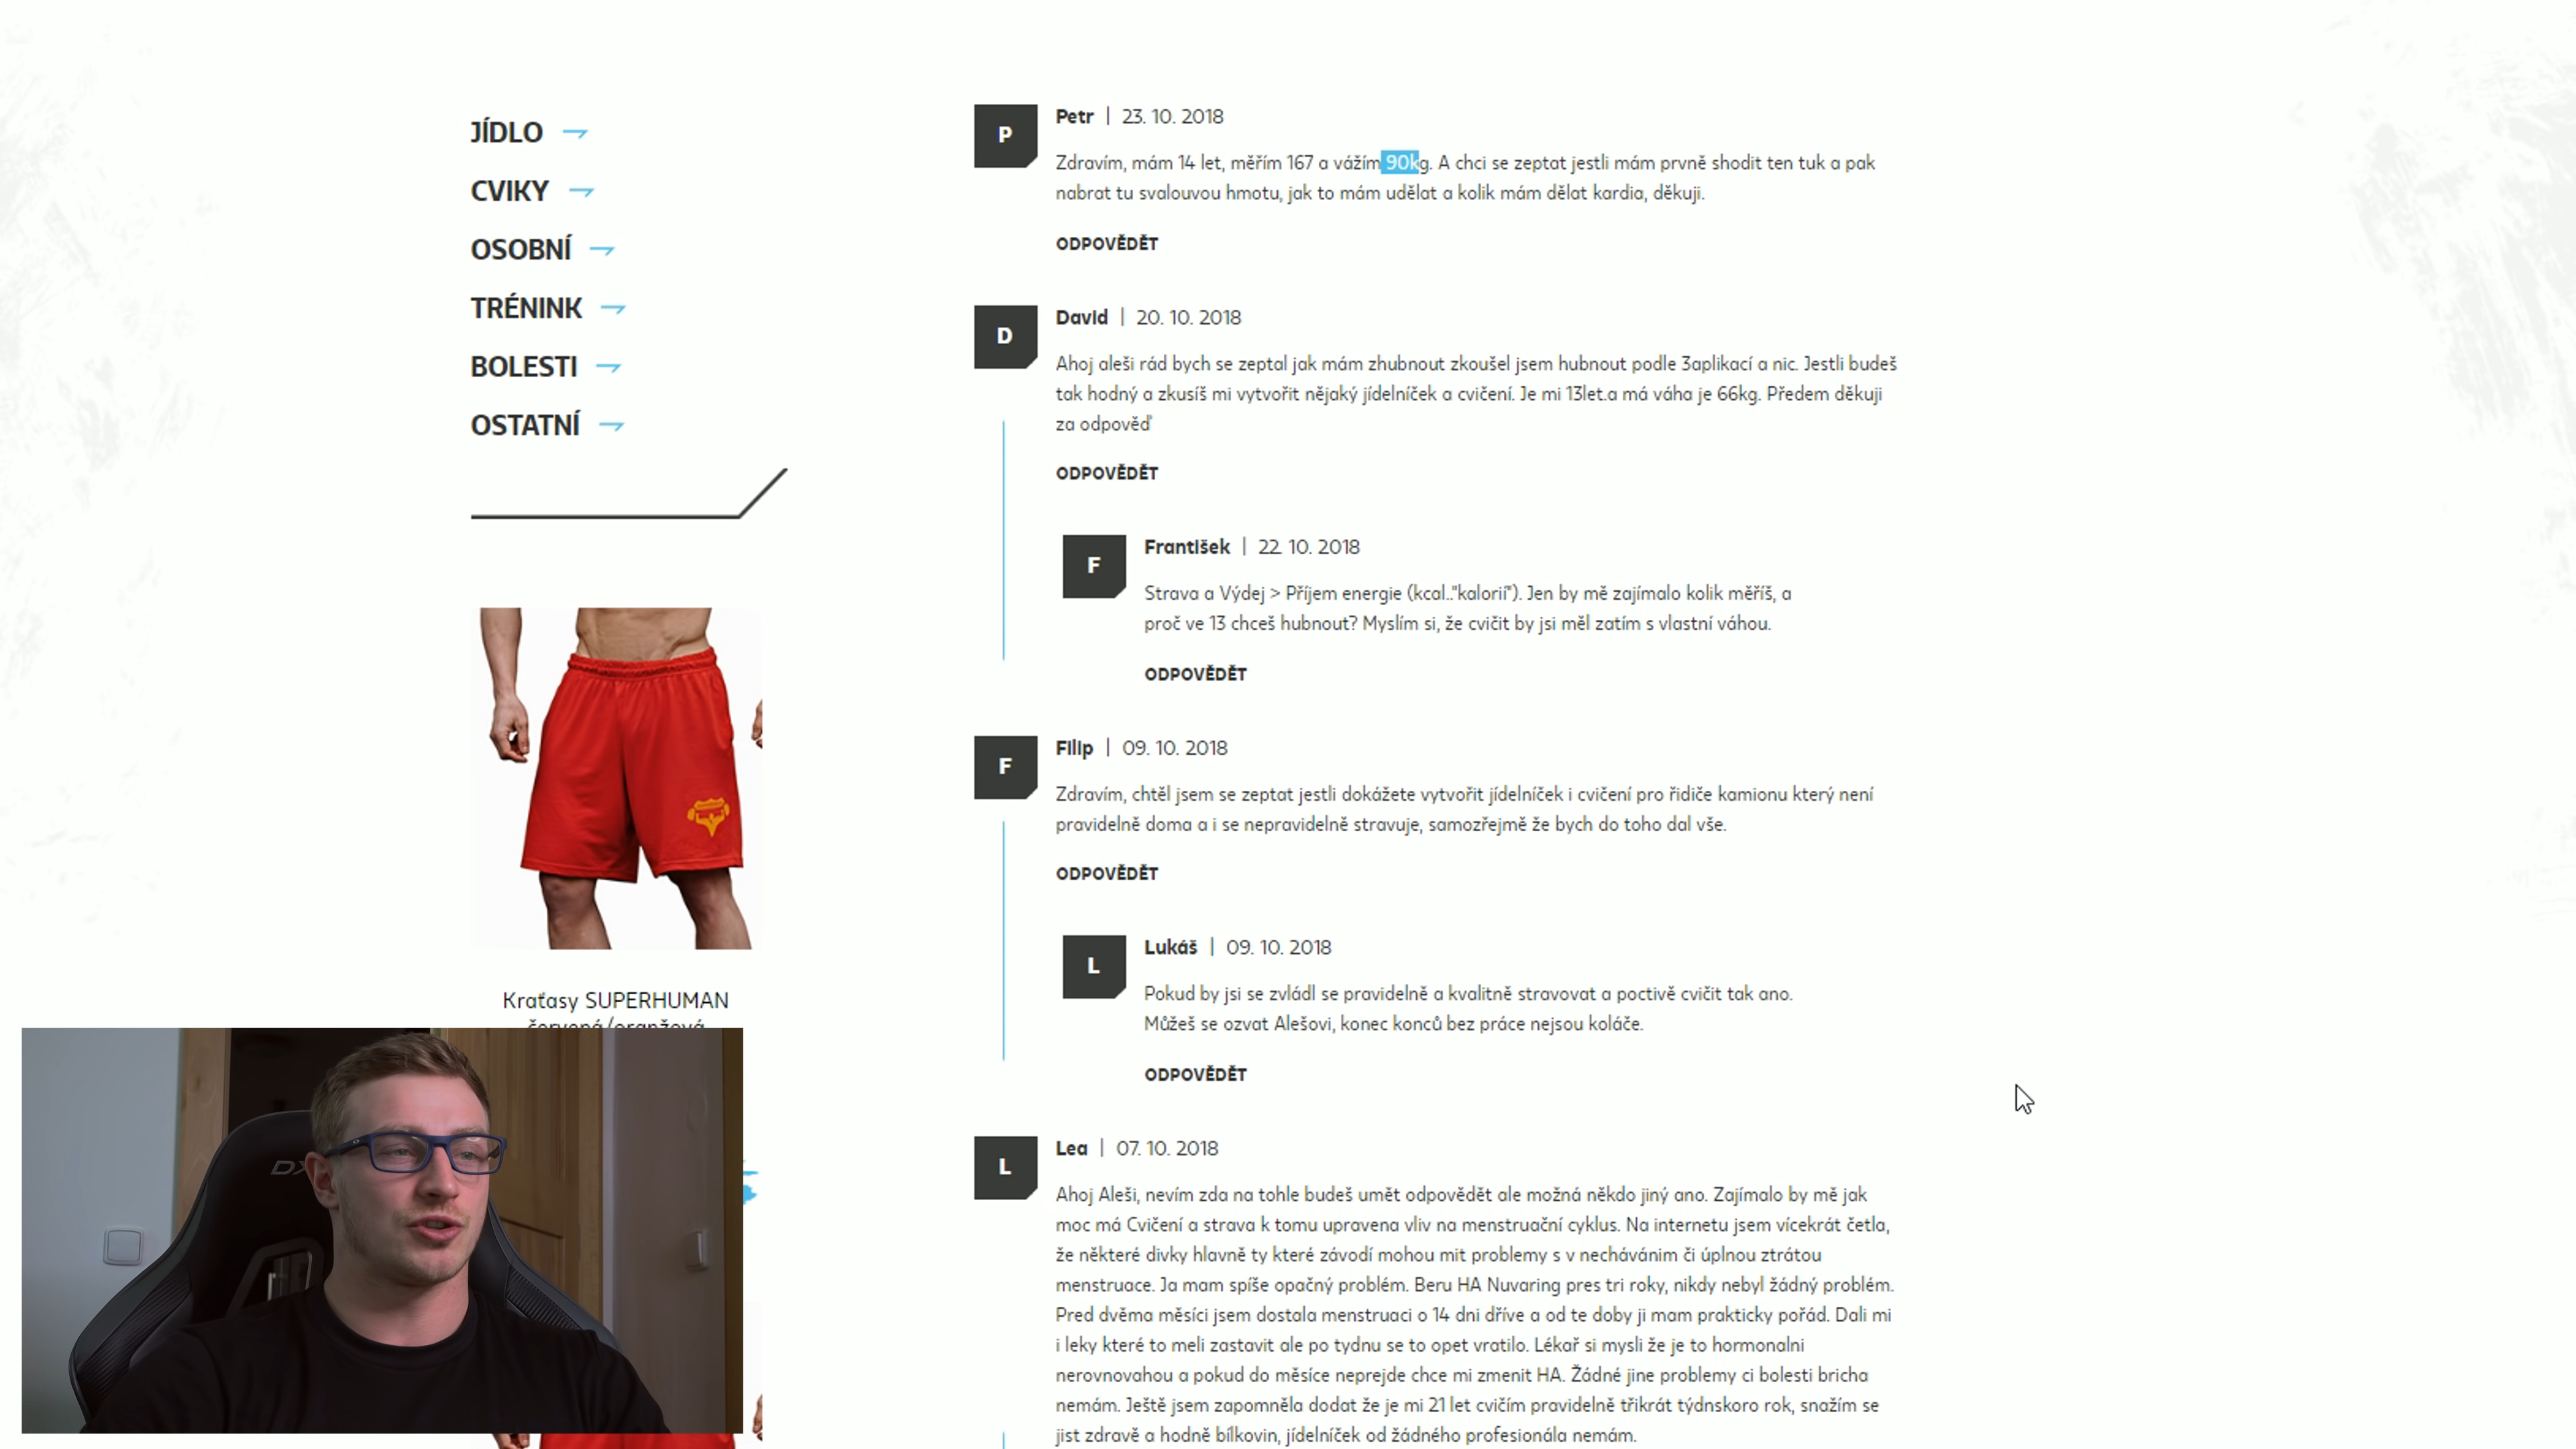 JÍDLO
CVIKY
OSOBNÍ
TRÉNINK
BOLESTI
OSTATNÍ
Kraťasy SUPERHUMAN
červená/oranžová
DX
P
Petr | 23. 10. 2018
Zdravím, mám 14 let, měřím 167 a vážím 90kg. A chci se zeptat jestli mám prvně shodit ten tuk a pak
nabrat tu svalouvou hmotu, jak to mám udělat a kolik mám dělat kardia, děkuji.
ODPOVĚDĚT
D
David | 20. 10. 2018
Ahoj aleši rád bych se zeptal jak mám zhubnout zkoušel jsem hubnout podle 3aplikací a nic. Jestli budeš
tak hodný a zkusíš mi vytvořit nějaký jídelníček a cvičení. Je mi 13let.a má váha je 66kg. Předem děkuji
za odpověď
ODPOVĚDĚT
F
František | 22. 10. 2018
Strava a Výdej > Příjem energie (kcal.."kalorií"). Jen by mě zajímalo kolik měříš, a
proč ve 13 chceš hubnout? Myslím si, že cvičit by jsi měl zatím s vlastní váhou.
ODPOVĚDĚT
F
Filip | 09. 10. 2018
Zdravím, chtěl jsem se zeptat jestli dokážete vytvořit jídelníček i cvičení pro řidiče kamionu který není
pravidelně doma a i se nepravidelně stravuje, samozřejmě že bych do toho dal vše.
ODPOVĚDĚT
L
Lukáš | 09. 10. 2018
Pokud by jsi se zvládl se pravidelně a kvalitně stravovat a poctivě cvičit tak ano.
Můžeš se ozvat Alešovi, konec konců bez práce nejsou koláče.
ODPOVĚDĚT
L
Lea | 07. 10. 2018
Ahoj Aleši, nevím zda na tohle budeš umět odpovědět ale možná někdo jiný ano. Zajímalo by mě jak
moc má Cvičení a strava k tomu upravena vliv na menstruační cyklus. Na internetu jsem vícekrát četla,
že některé divky hlavně ty které závodí mohou mit problemy s v nechávánim či úplnou ztrátou
menstruace. Ja mam spíše opačný problém. Beru HA Nuvaring pres tri roky, nikdy nebyl žádný problém.
Pred dvěma měsíci jsem dostala menstruaci o 14 dni dříve a od te doby ji mam prakticky pořád. Dali mi
i leky které to meli zastavit ale po tydnu se to opet vratilo. Lékař si mysli že je to hormonalni
nerovnovahou a pokud do měsíce neprejde chce mi zmenit HA. Žádné jine problemy ci bolesti bricha
nemám. Ještě jsem zapomněla dodat že je mi 21 let cvičím pravidelně třikrát týdnskoro rok, snažím se
jist zdravě a hodně bílkovin, jídelníček od žádného profesionála nemám.